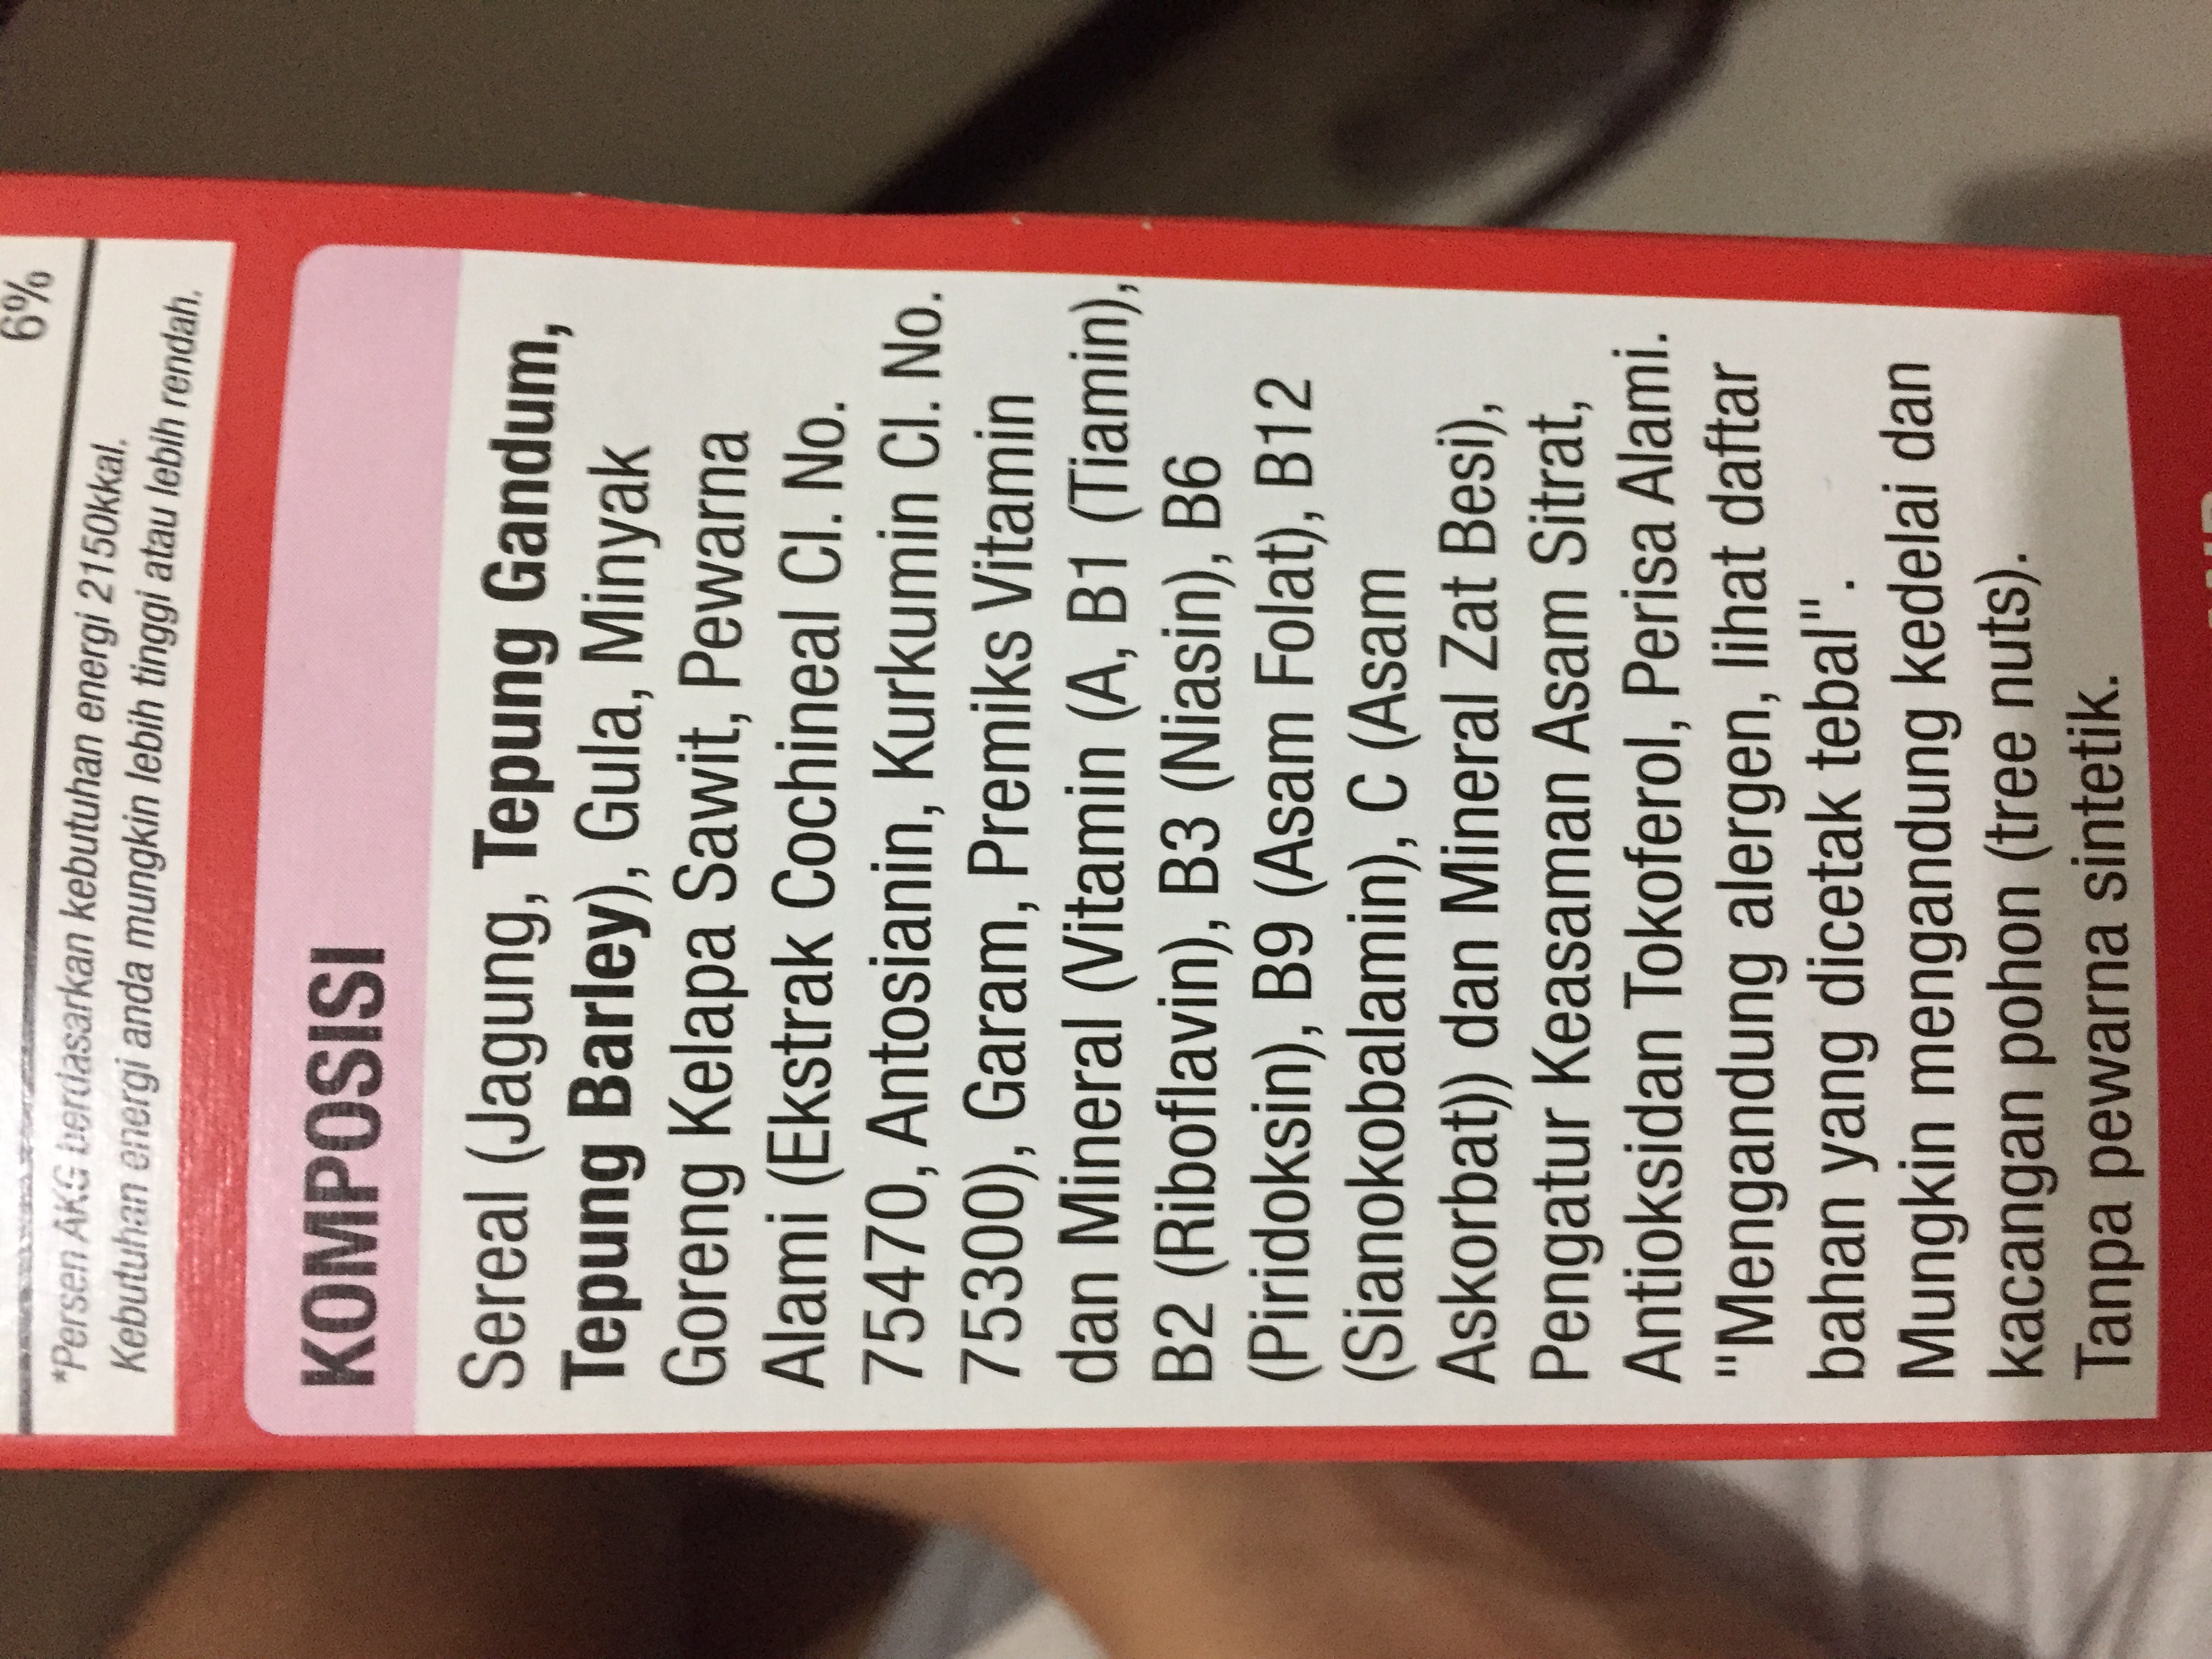 6%
*Persen AKG berdasarkan kebutuhan energi 2150kkal.
Kebutuhan energi anda mungkin lebih tinggi atau lebih rendah.
KOMPOSISI
Sereal (Jagung, Tepung Gandum,
Tepung Barley), Gula, Minyak
Goreng Kelapa Sawit, Pewarna
Alami (Ekstrak Cochineal Cl. No.
75470, Antosianin, Kurkumin Cl. No.
75300), Garam, Premiks Vitamin
dan Mineral (Vitamin (A, B1 (Tiamin),
B2 (Riboflavin), B3 (Niasin), B6
(Piridoksin), B9 (Asam Folat), B12
(Sianokobalamin), C (Asam
Askorbat)) dan Mineral Zat Besi),
Pengatur Keasaman Asam Sitrat,
Antioksidan Tokoferol, Perisa Alami.
"Mengandung alergen, lihat daftar
bahan yang dicetak tebal".
Mungkin mengandung kedelai dan
kacangan pohon (tree nuts).
Tanpa pewarna sintetik.